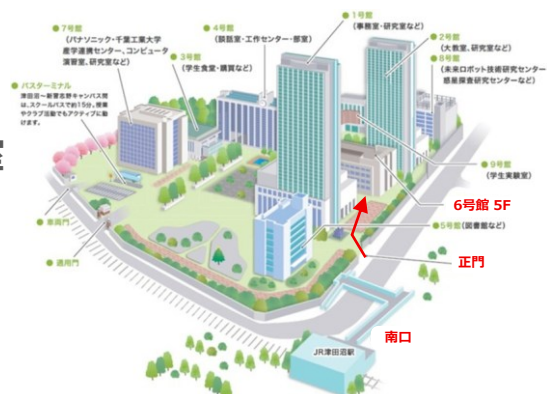 ● 7号館
(パナソニック・千葉工業大学
産学連携センター、コンピュータ
演習室、研究室など)
● 4号館
(談話室・工作センター・部室)
● 3号館
(学生食堂・購買など)
● 1号館
(事務室・研究室など)
● 2号館
(大教室、研究室など)
● 8号館
(未来ロボット技術研究センター
惑星探査研究センターなど)
● バスターミナル
津田沼〜新習志野キャンパス間
は、スクールバスで約15分。授業
やクラブ活動でもアクティブに動
けます。
● 9号館
(学生実験室)
6号館 5F
● 5号館(図書館など)
● 車両門
● 通用門
正門
南口
JR津田沼駅